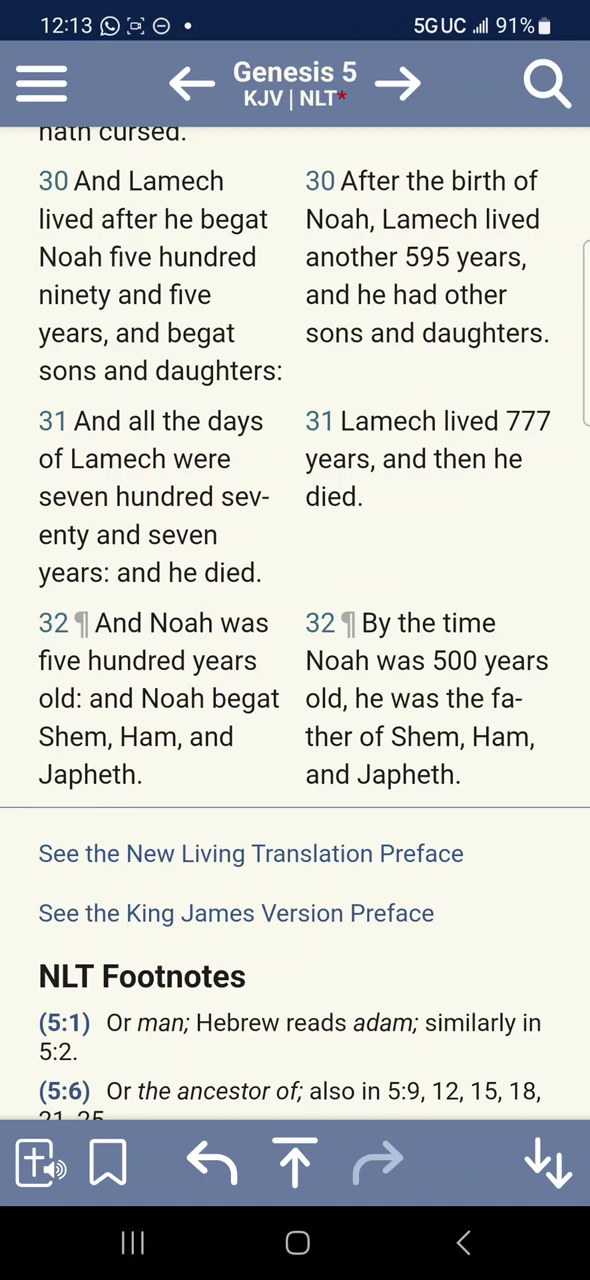 12:13
5G UC 91%
Genesis 5
KJV | NLT*
hath cursed.
30 And Lamech
lived after he begat
Noah five hundred
ninety and five
years, and begat
sons and daughters:
31 And all the days
of Lamech were
seven hundred sev-
enty and seven
years: and he died.
32 ¶ And Noah was
five hundred years
old: and Noah begat
Shem, Ham, and
Japheth.
30 After the birth of
Noah, Lamech lived
another 595 years,
and he had other
sons and daughters.
31 Lamech lived 777
years, and then he
died.
32 ¶ By the time
Noah was 500 years
old, he was the fa-
ther of Shem, Ham,
and Japheth.
See the New Living Translation Preface
See the King James Version Preface
NLT Footnotes
(5:1) Or man; Hebrew reads adam; similarly in
5:2.
(5:6) Or the ancestor of; also in 5:9, 12, 15, 18,
21, 25